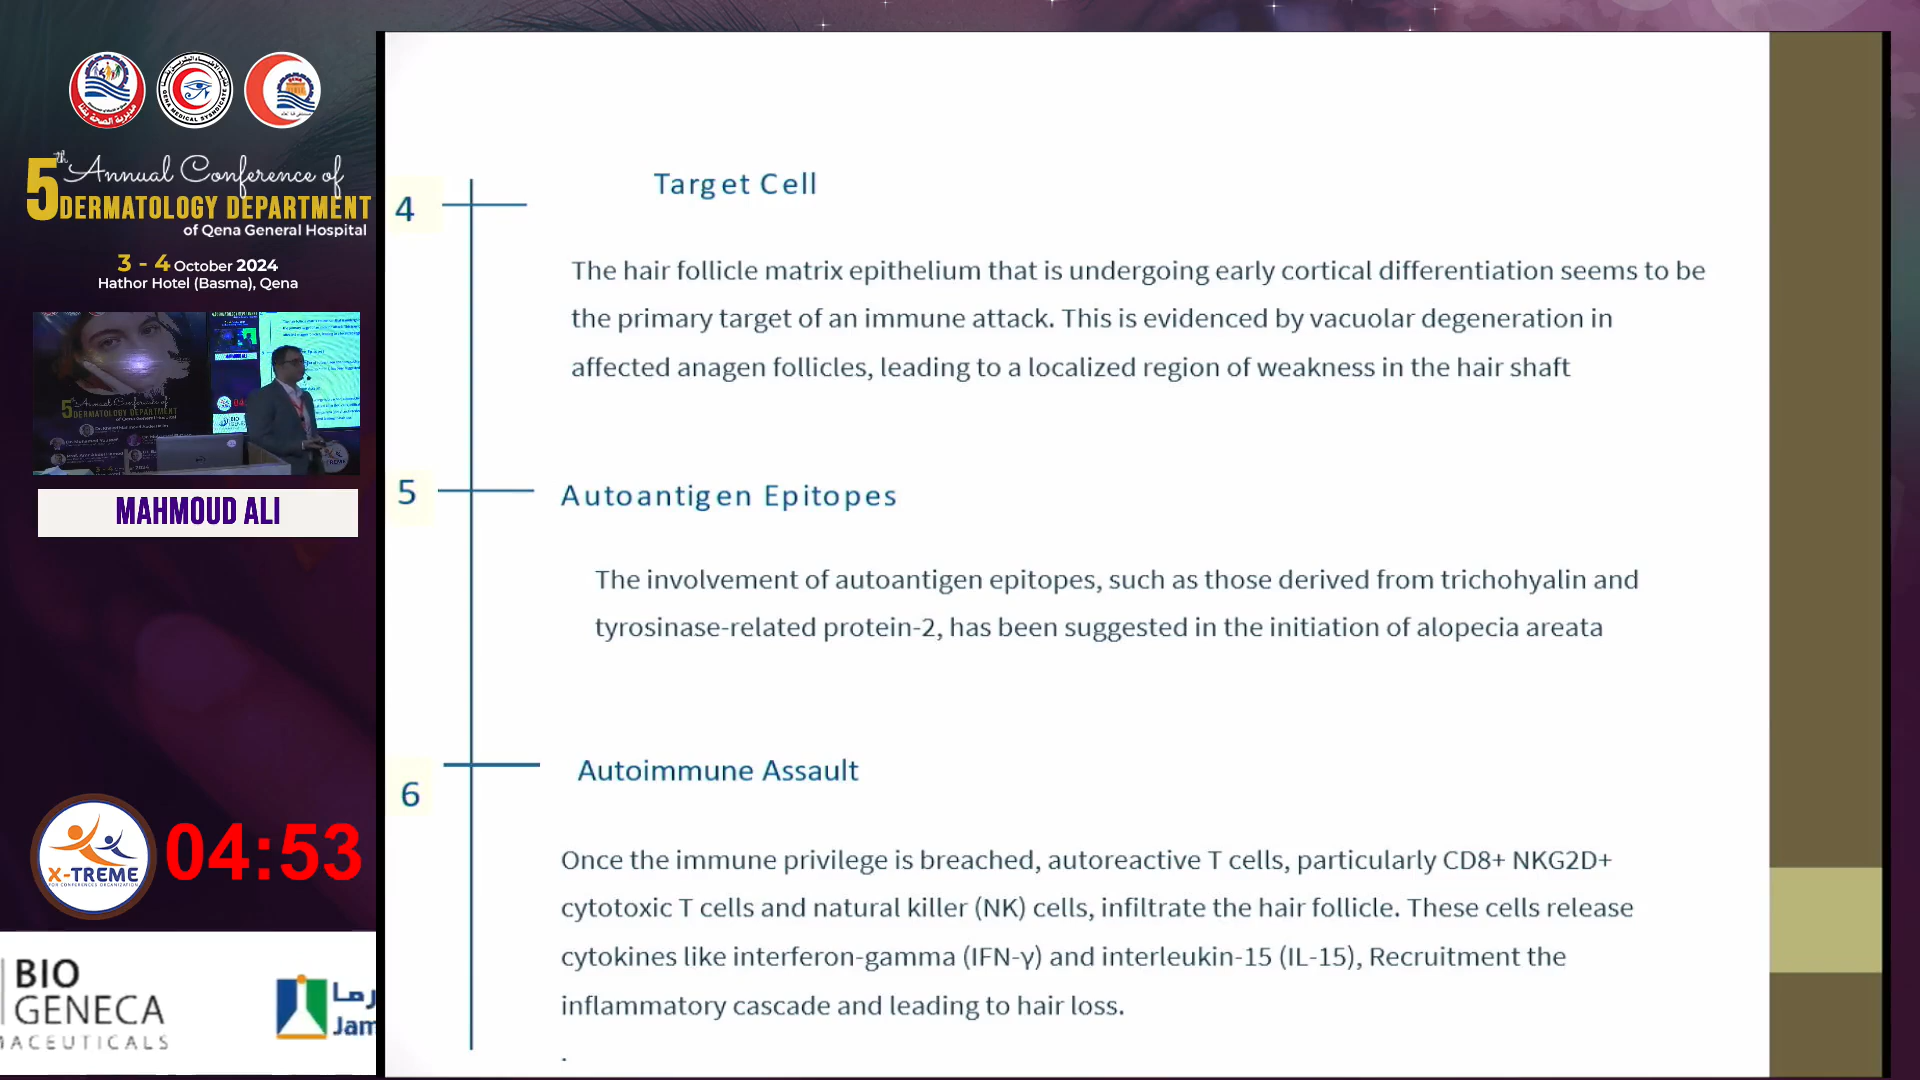 5th Annual Conference of
DERMATOLOGY DEPARTMENT
of Qena General Hospital
3 - 4 October 2024
Hathor Hotel (Basma), Qena
MAHMOUD ALI
X-TREME
FOR CONFERENCES ORGANIZATION
04:53
BIO
GENECA
ACEUTICALS
Jam
4
Target Cell
The hair follicle matrix epithelium that is undergoing early cortical differentiation seems to be
the primary target of an immune attack. This is evidenced by vacuolar degeneration in
affected anagen follicles, leading to a localized region of weakness in the hair shaft
5
Autoantigen Epitopes
The involvement of autoantigen epitopes, such as those derived from trichohyalin and
tyrosinase-related protein-2, has been suggested in the initiation of alopecia areata
6
Autoimmune Assault
Once the immune privilege is breached, autoreactive T cells, particularly CD8+ NKG2D+
cytotoxic T cells and natural killer (NK) cells, infiltrate the hair follicle. These cells release
cytokines like interferon-gamma (IFN-γ) and interleukin-15 (IL-15), Recruitment the
inflammatory cascade and leading to hair loss.
.